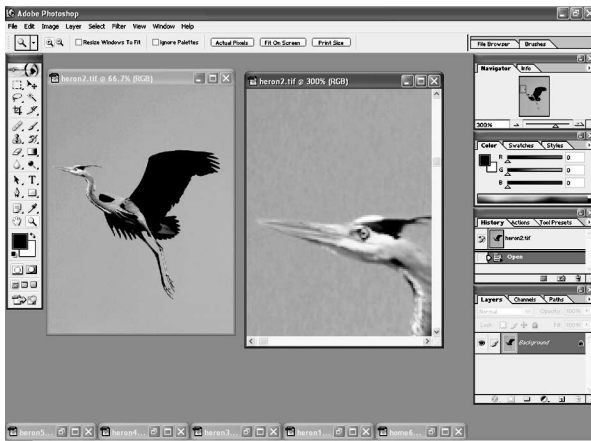 Adobe Photoshop
File Edit Image Layer Select Filter View Window Help
Resize Windows To Fit Ignore Palettes Actual Pixels Fit On Screen Print Size File Browser Brushes
heron2.tif @ 66.7% (RGB)
heron2.tif @ 300% (RGB)
Navigator Info
300%
Color Swatches Styles
R 0
G 0
B 0
History Actions Tool Presets
heron2.tif
Open
Layers Channels Paths
Normal Opacity: 100%
Lock: Fill: 100%
Background
heron5... heron4... heron3... heron1... home6...